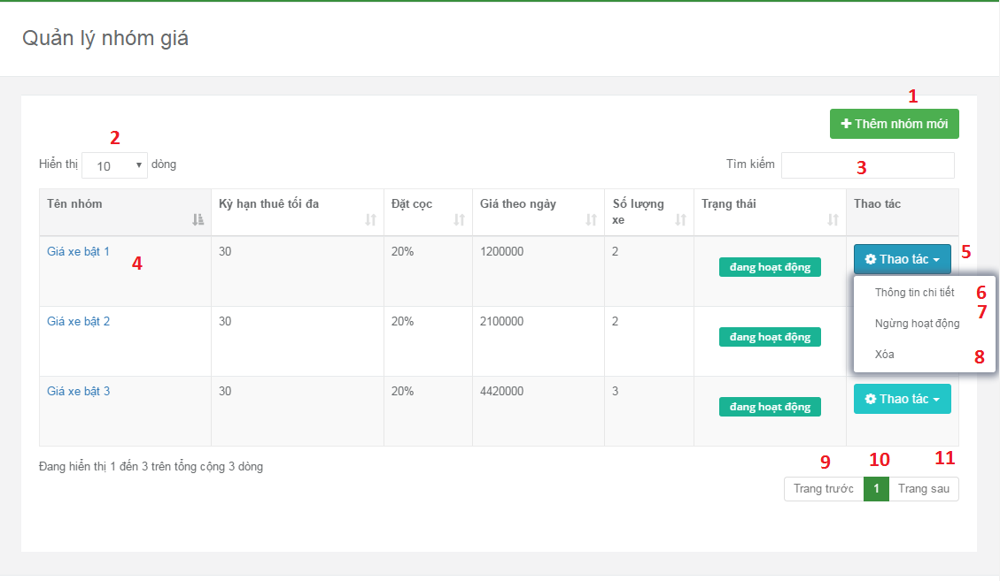 Quản lý nhóm giá
1
Thêm nhóm mới
2
Hiển thị 10 dòng
Tìm kiếm 3
Tên nhóm Kỳ hạn thuê tối đa Đặt cọc Giá theo ngày Số lượng xe Trạng thái Thao tác
Giá xe bật 1 4 30 20% 1200000 2 đang hoạt động Thao tác 5
Thông tin chi tiết 6
7
Ngừng hoạt động
Xóa 8
Giá xe bật 2 30 20% 2100000 2 đang hoạt động
Giá xe bật 3 30 20% 4420000 3 đang hoạt động Thao tác
Đang hiển thị 1 đến 3 trên tổng cộng 3 dòng
9 10 11
Trang trước 1 Trang sau